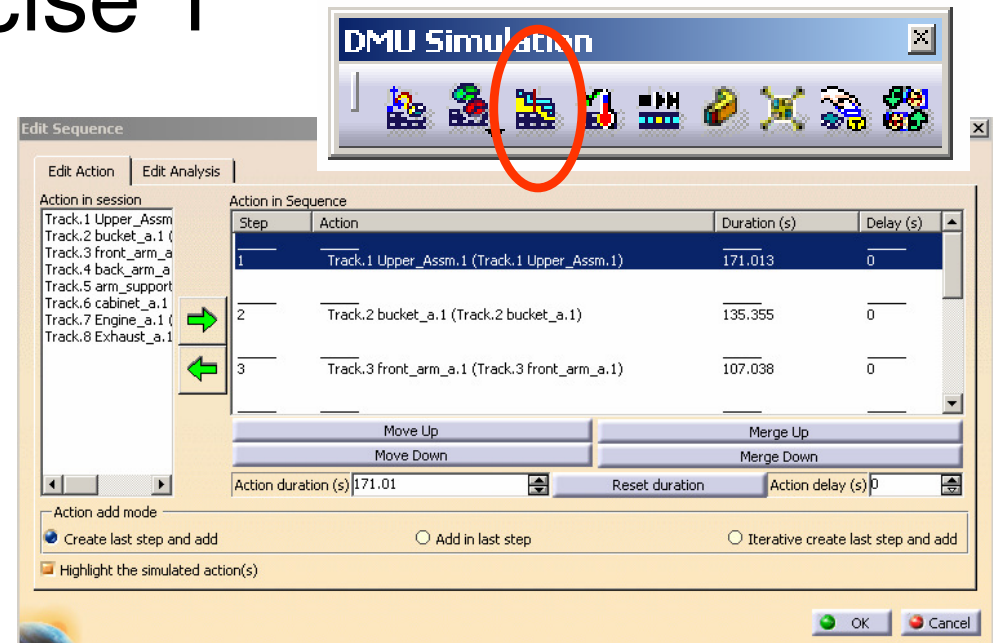 cise 1
DMU Simulation
Edit Sequence
Edit Action Edit Analysis
Action in session
Track.1 Upper_Assm
Track.2 bucket_a.1 (
Track.3 front_arm_a
Track.4 back_arm_a
Track.5 arm_support
Track.6 cabinet_a.1
Track.7 Engine_a.1 (
Track.8 Exhaust_a.1
Action in Sequence
Step Action Duration (s) Delay (s)
1 Track.1 Upper_Assm.1 (Track.1 Upper_Assm.1) 171.013 0
2 Track.2 bucket_a.1 (Track.2 bucket_a.1) 135.355 0
3 Track.3 front_arm_a.1 (Track.3 front_arm_a.1) 107.038 0
Move Up Merge Up
Move Down Merge Down
Action duration (s) 171.01 Reset duration Action delay (s) 0
Action add mode
Create last step and add Add in last step Iterative create last step and add
Highlight the simulated action(s)
OK Cancel